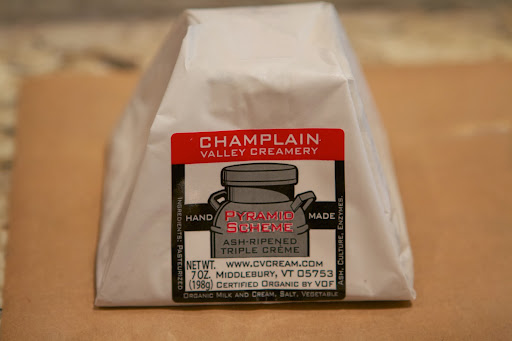 CHAMPLAIN
VALLEY CREAMERY
HAND MADE
PYRAMID
SCHEME
ASH-RIPENED
TRIPLE CREME
WWW.CVCREAM.COM
NET WT. MIDDLEBURY, VT 05753
7 OZ.
(198g) CERTIFIED ORGANIC BY VOF
INGREDIENTS: PASTEURIZED
ORGANIC MILK AND CREAM, SALT, VEGETABLE
ASH, CULTURE, ENZYMES.